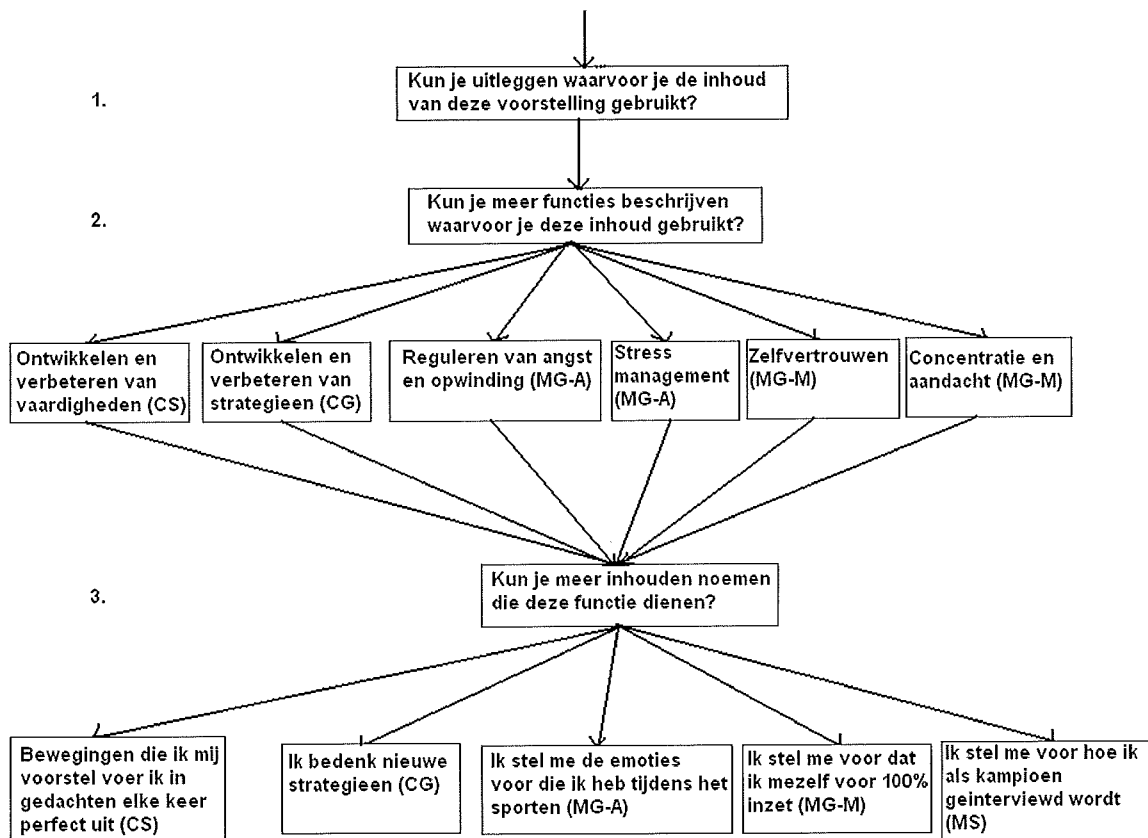 1.
Kun je uitleggen waarvoor je de inhoud
van deze voorstelling gebruikt?
2.
Kun je meer functies beschrijven
waarvoor je deze inhoud gebruikt?
Ontwikkelen en
verbeteren van
vaardigheden (CS)
Ontwikkelen en
verbeteren van
strategieen (CG)
Reguleren van angst
en opwinding (MG-A)
Stress
management
(MG-A)
Zelfvertrouwen
(MG-M)
Concentratie en
aandacht (MG-M)
3.
Kun je meer inhouden noemen
die deze functie dienen?
Bewegingen die ik mij
voorstel voer ik in
gedachten elke keer
perfect uit (CS)
Ik bedenk nieuwe
strategieen (CG)
Ik stel me de emoties
voor die ik heb tijdens het
sporten (MG-A)
Ik stel me voor dat
ik mezelf voor 100%
inzet (MG-M)
Ik stel me voor hoe ik
als kampioen
geinterviewd wordt
(MS)